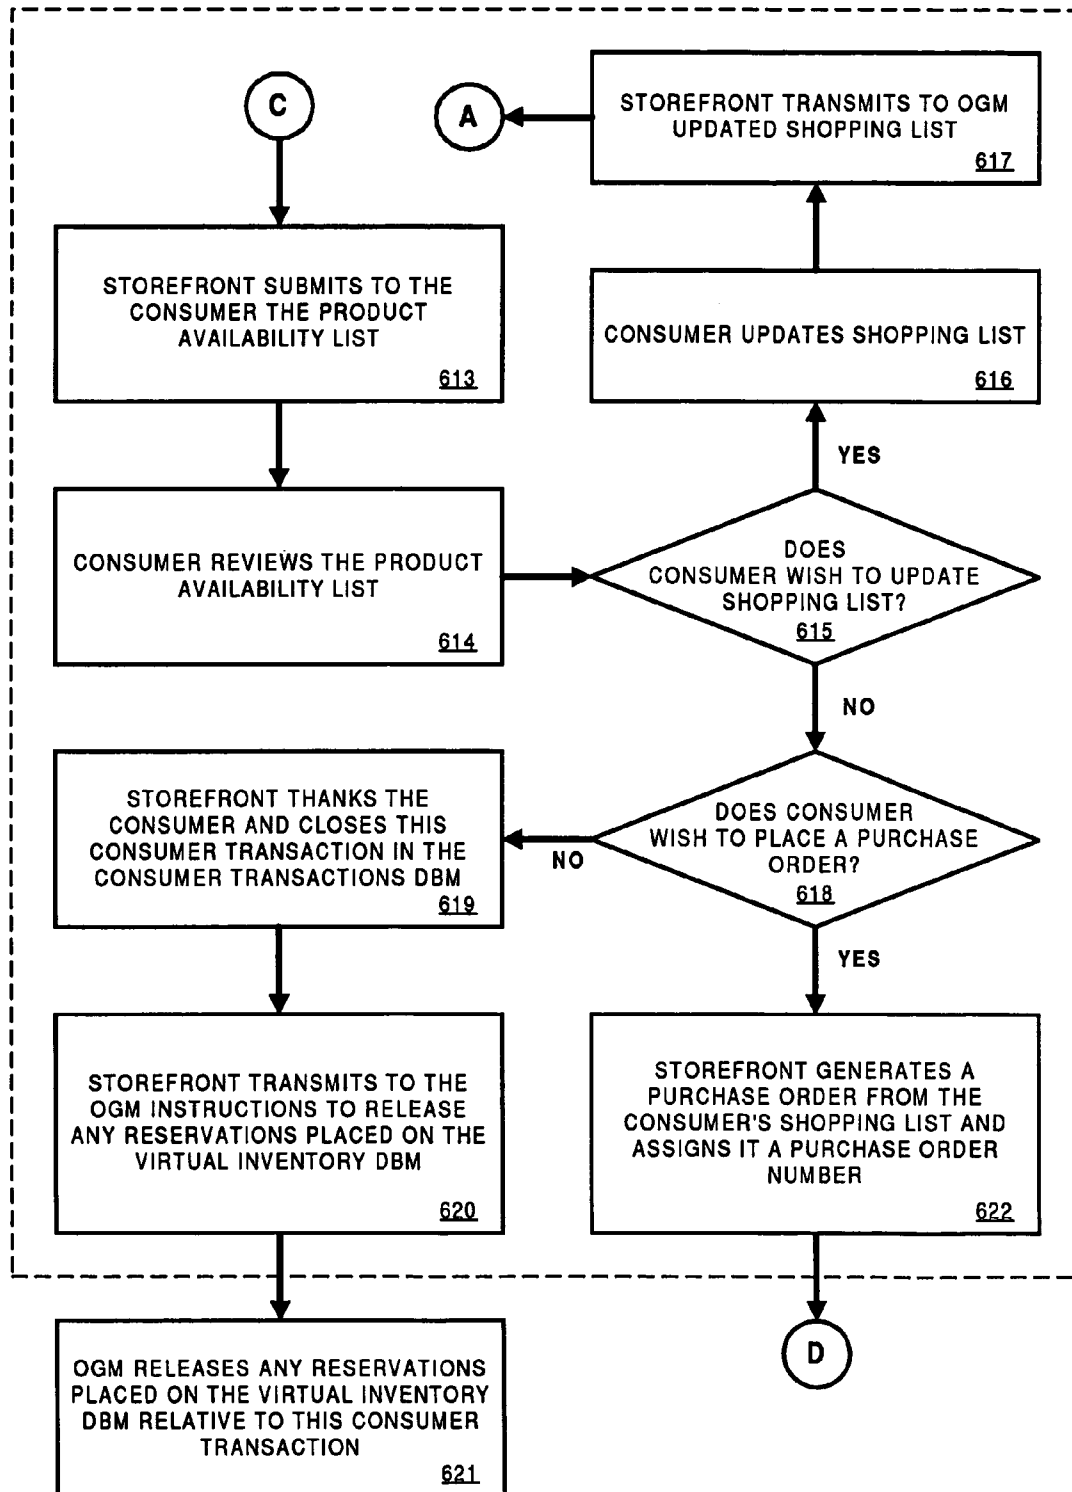 C
A
STOREFRONT TRANSMITS TO OGM
UPDATED SHOPPING LIST
617
STOREFRONT SUBMITS TO THE
CONSUMER THE PRODUCT
AVAILABILITY LIST
613
CONSUMER UPDATES SHOPPING LIST
616
YES
CONSUMER REVIEWS THE PRODUCT
AVAILABILITY LIST
614
DOES
CONSUMER WISH TO UPDATE
SHOPPING LIST?
615
NO
STOREFRONT THANKS THE
CONSUMER AND CLOSES THIS
CONSUMER TRANSACTION IN THE
CONSUMER TRANSACTIONS DBM
619
NO
DOES CONSUMER
WISH TO PLACE A PURCHASE
ORDER?
618
YES
STOREFRONT TRANSMITS TO THE
OGM INSTRUCTIONS TO RELEASE
ANY RESERVATIONS PLACED ON THE
VIRTUAL INVENTORY DBM
620
STOREFRONT GENERATES A
PURCHASE ORDER FROM THE
CONSUMER'S SHOPPING LIST AND
ASSIGNS IT A PURCHASE ORDER
NUMBER
622
OGM RELEASES ANY RESERVATIONS
PLACED ON THE VIRTUAL INVENTORY
DBM RELATIVE TO THIS CONSUMER
TRANSACTION
621
D